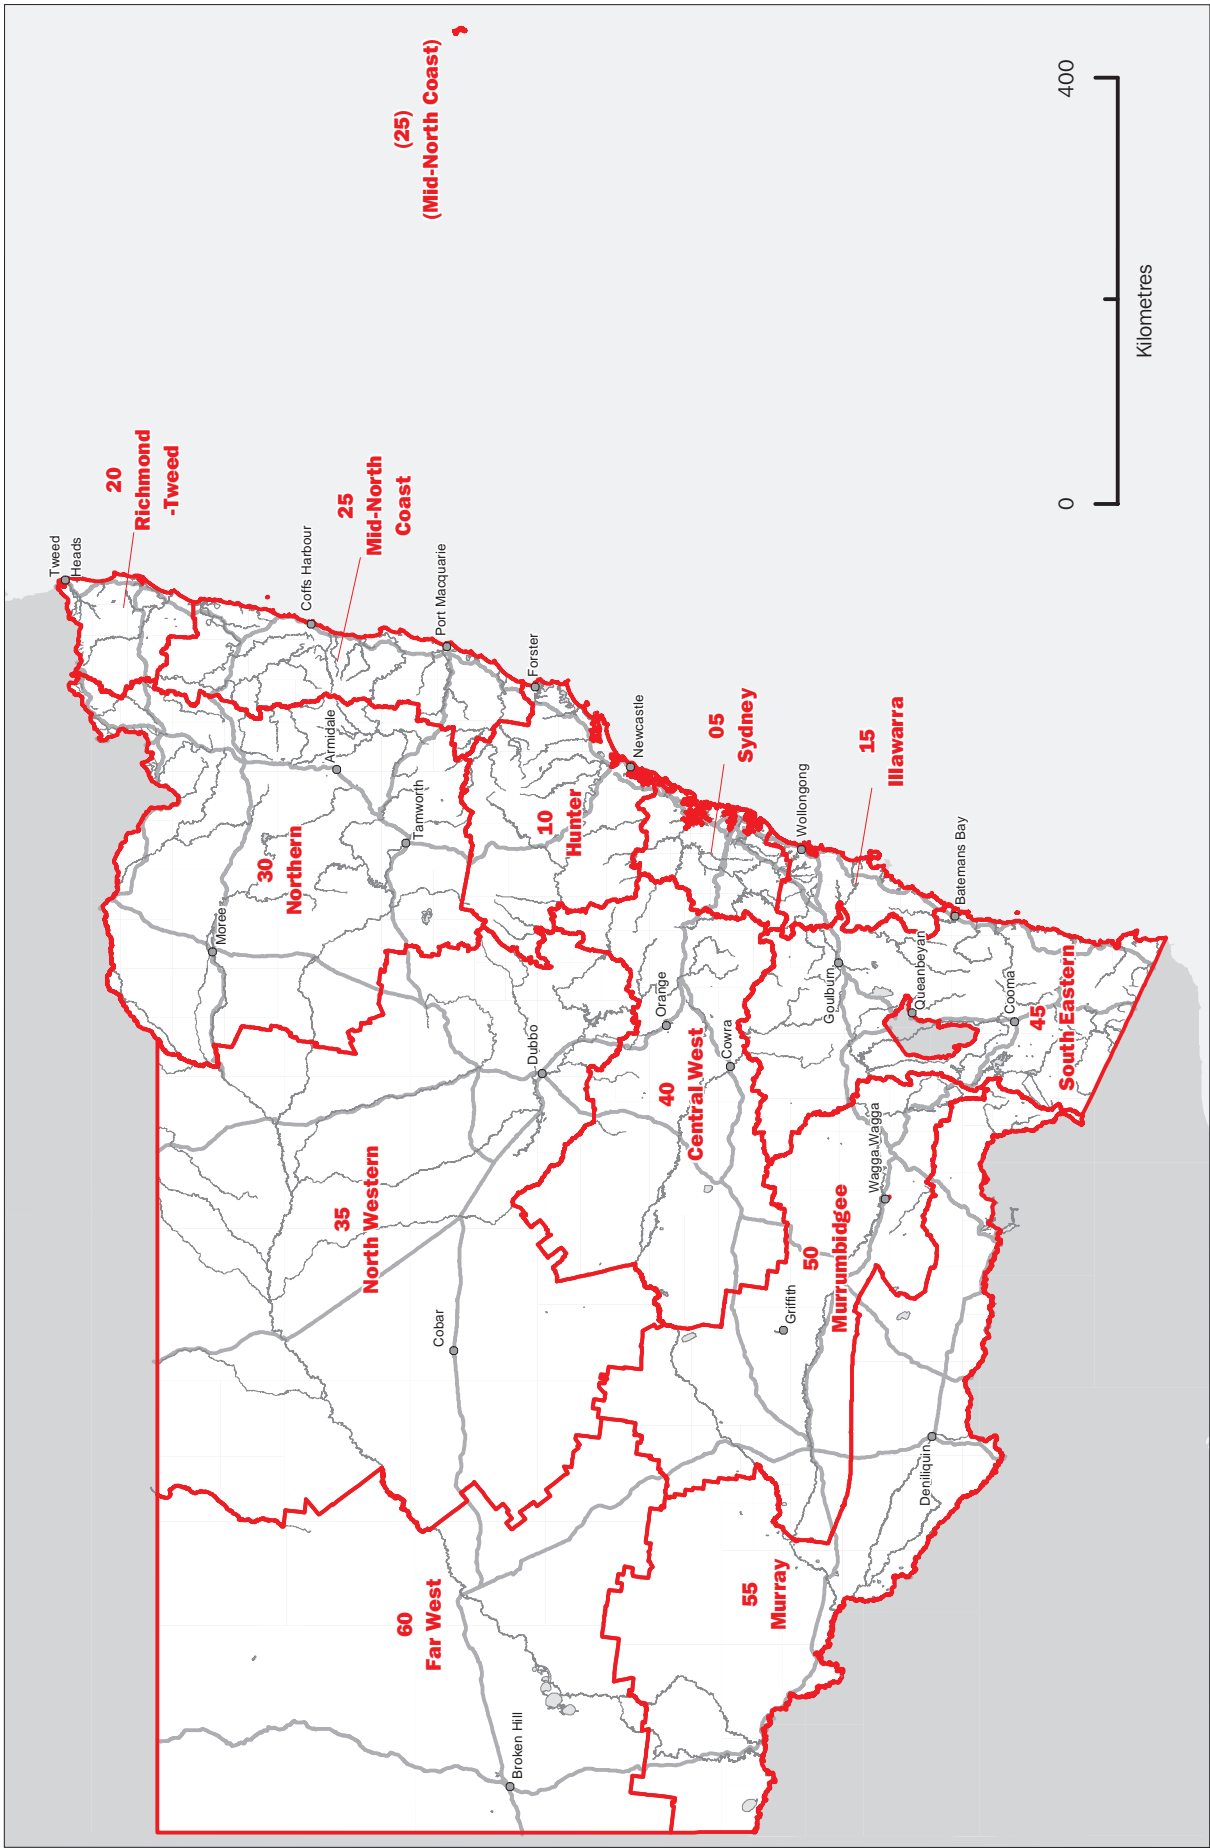 (25)
(Mid-North Coast)
20
Richmond
-Tweed
25
Mid-North
Coast
Tweed
Heads
Coffs Harbour
Port Macquarie
Forster
Newcastle
05
Sydney
15
Illawarra
Wollongong
Batemans Bay
Armidale
Tamworth
30
Northern
10
Hunter
Moree
Dubbo
Orange
Cowra
Goulburn
Queanbeyan
Cooma
45
South Eastern
40
Central West
35
North Western
Wagga Wagga
50
Murrumbidgee
Griffith
Cobar
Deniliquin
60
Far West
55
Murray
Broken Hill
0
400
Kilometres